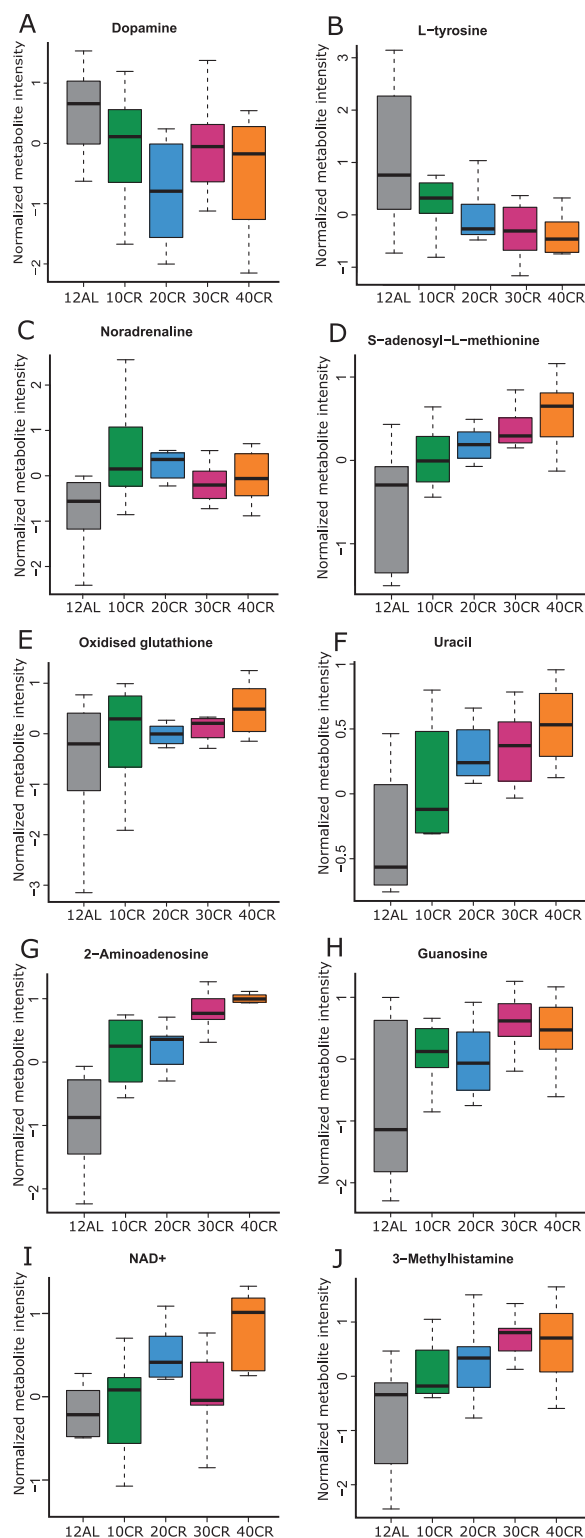 A
Dopamine
Normalized metabolite intensity
1
0
−1
−2
12AL 10CR 20CR 30CR 40CR
B
L−tyrosine
Normalized metabolite intensity
3
2
1
0
−1
12AL 10CR 20CR 30CR 40CR
C
Noradrenaline
Normalized metabolite intensity
2
1
0
−1
−2
12AL 10CR 20CR 30CR 40CR
D
S−adenosyl−L−methionine
Normalized metabolite intensity
1
0
−1
12AL 10CR 20CR 30CR 40CR
E
Oxidised glutathione
Normalized metabolite intensity
1
0
−1
−2
−3
12AL 10CR 20CR 30CR 40CR
F
Uracil
Normalized metabolite intensity
1
0.5
0
−0.5
12AL 10CR 20CR 30CR 40CR
G
2−Aminoadenosine
Normalized metabolite intensity
1
0
−1
−2
12AL 10CR 20CR 30CR 40CR
H
Guanosine
Normalized metabolite intensity
1
0
−1
−2
12AL 10CR 20CR 30CR 40CR
I
NAD+
Normalized metabolite intensity
1
0
−1
12AL 10CR 20CR 30CR 40CR
J
3−Methylhistamine
Normalized metabolite intensity
1
0
−1
−2
12AL 10CR 20CR 30CR 40CR